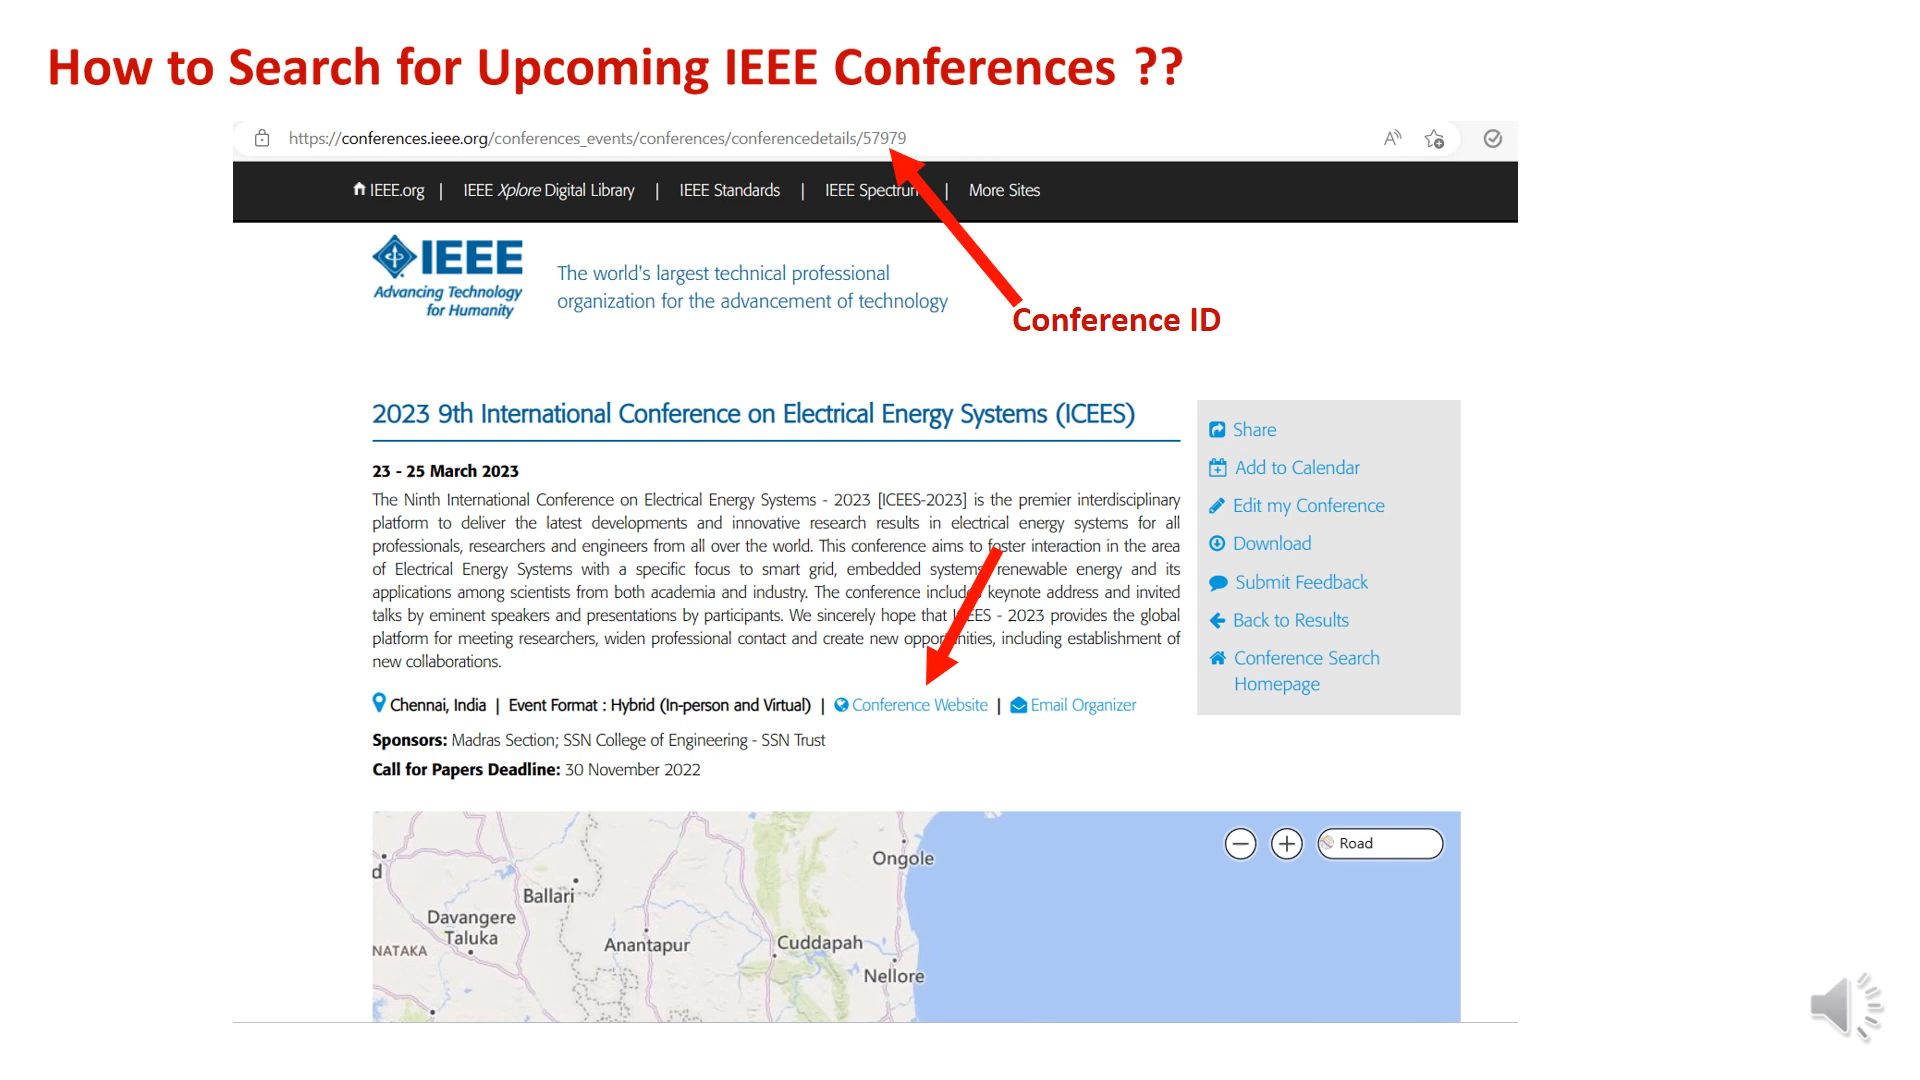 How to Search for Upcoming IEEE Conferences ??
https://conferences.ieee.org/conferences_events/conferences/conferencedetails/57979
IEEE.org | IEEE Xplore Digital Library | IEEE Standards | IEEE Spectrum | More Sites
IEEE
Advancing Technology
for Humanity
The world's largest technical professional
organization for the advancement of technology
Conference ID
2023 9th International Conference on Electrical Energy Systems (ICEES)
23 - 25 March 2023
The Ninth International Conference on Electrical Energy Systems - 2023 [ICEES-2023] is the premier interdisciplinary
platform to deliver the latest developments and innovative research results in electrical energy systems for all
professionals, researchers and engineers from all over the world. This conference aims to foster interaction in the area
of Electrical Energy Systems with a specific focus to smart grid, embedded systems, renewable energy and its
applications among scientists from both academia and industry. The conference includes keynote address and invited
talks by eminent speakers and presentations by participants. We sincerely hope that ICEES - 2023 provides the global
platform for meeting researchers, widen professional contact and create new opportunities, including establishment of
new collaborations.
Chennai, India | Event Format : Hybrid (In-person and Virtual) | Conference Website | Email Organizer
Sponsors: Madras Section; SSN College of Engineering - SSN Trust
Call for Papers Deadline: 30 November 2022
Share
Add to Calendar
Edit my Conference
Download
Submit Feedback
Back to Results
Conference Search
Homepage
Road
Ongole
d
Ballari
Davangere
Taluka
NATAKA
Anantapur
Cuddapah
Nellore